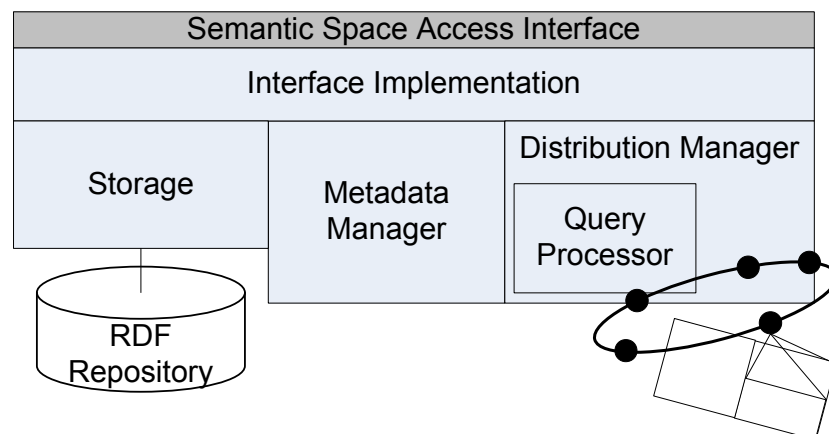 Semantic Space Access Interface
Interface Implementation
Storage
Metadata
Manager
Distribution Manager
Query
Processor
RDF
Repository